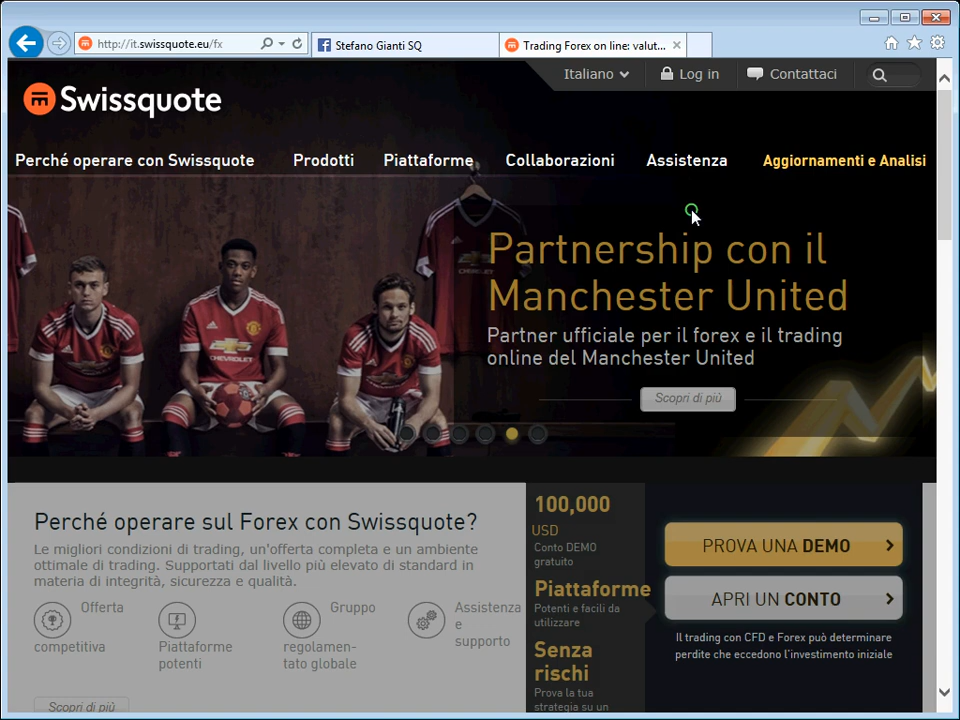 http://it.swissquote.eu/fx
Stefano Gianti SQ
Trading Forex on line: valut...
Italiano
Log in
Contattaci
Swissquote
Perché operare con Swissquote
Prodotti
Piattaforme
Collaborazioni
Assistenza
Aggiornamenti e Analisi
Partnership con il
Manchester United
Partner ufficiale per il forex e il trading
online del Manchester United
Scopri di più
CHEVROLET
Perché operare sul Forex con Swissquote?
Le migliori condizioni di trading, un'offerta completa e un ambiente
ottimale di trading. Supportati dal livello più elevato di standard in
materia di integrità, sicurezza e qualità.
Offerta
competitiva
Piattaforme
potenti
Gruppo
regolamen-
tato globale
Assistenza
e
supporto
Scopri di più
100,000
USD
Conto DEMO
gratuito
Piattaforme
Potenti e facili da
utilizzare
Senza
rischi
Prova la tua
strategia su un
PROVA UNA DEMO
APRI UN CONTO
Il trading con CFD e Forex può determinare
perdite che eccedono l'investimento iniziale